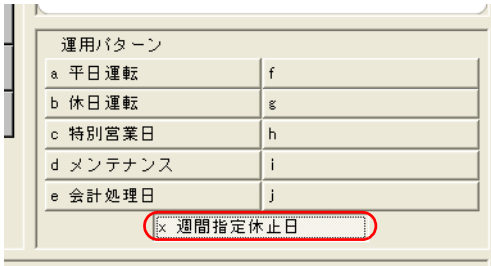 運用パターン
a 平日運転 f
b 休日運転 g
c 特別営業日 h
d メンテナンス i
e 会計処理日 j
x 週間指定休止日